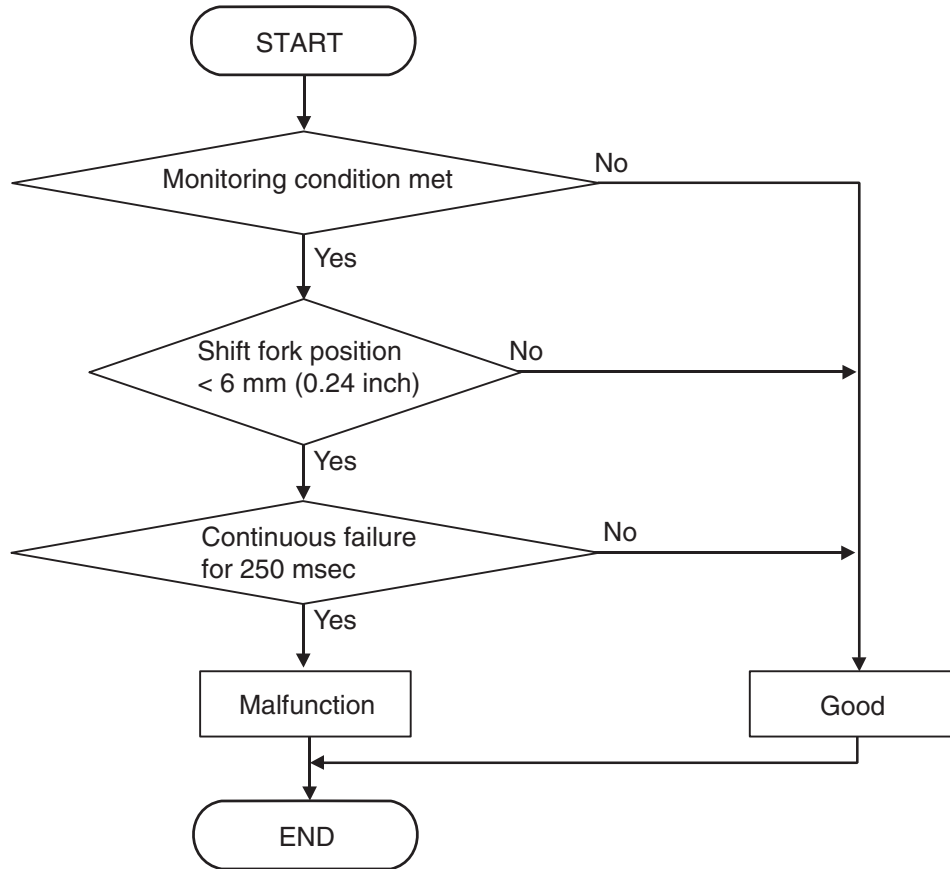 START
Monitoring condition met
No
Yes
Shift fork position
< 6 mm (0.24 inch)
No
Yes
Continuous failure
for 250 msec
No
Yes
Malfunction
Good
END